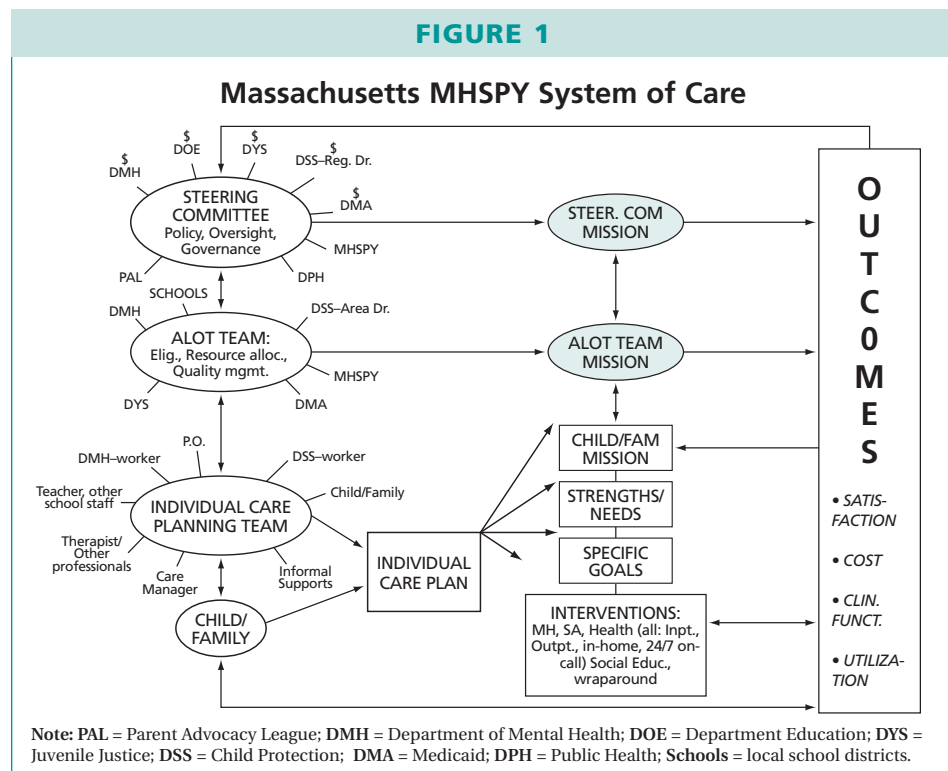 FIGURE 1
Massachusetts MHSPY System of Care
$
DMH
$
DOE
$
DYS
$
DSS–Reg. Dr.
$
DMA
MHSPY
DPH
PAL
STEERING
COMMITTEE
Policy, Oversight,
Governance
STEER. COM
MISSION
SCHOOLS
DMH
DSS–Area Dr.
MHSPY
DMA
DYS
ALOT TEAM:
Elig., Resource alloc.,
Quality mgmt.
ALOT TEAM
MISSION
P.O.
DMH–worker
DSS–worker
Teacher, other
school staff
Child/Family
Therapist/
Other
professionals
Care
Manager
Informal
Supports
INDIVIDUAL CARE
PLANNING TEAM
CHILD/
FAMILY
INDIVIDUAL
CARE PLAN
CHILD/FAM
MISSION
STRENGTHS/
NEEDS
SPECIFIC
GOALS
INTERVENTIONS:
MH, SA, Health (all: Inpt.,
Outpt., in-home, 24/7 on-
call) Social Educ.,
wraparound
O
U
T
C
0
M
E
S
• SATIS-
FACTION
• COST
• CLIN.
FUNCT.
• UTILIZA-
TION
Note: PAL = Parent Advocacy League; DMH = Department of Mental Health; DOE = Department Education; DYS =
Juvenile Justice; DSS = Child Protection; DMA = Medicaid; DPH = Public Health; Schools = local school districts.